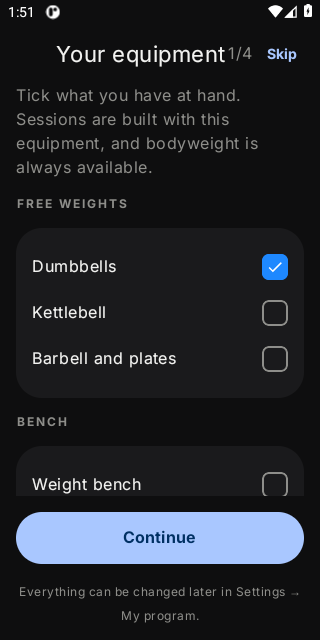 1:51
Your equipment 1/4 Skip
Tick what you have at hand.
Sessions are built with this
equipment, and bodyweight is
always available.
FREE WEIGHTS
Dumbbells
Kettlebell
Barbell and plates
BENCH
Weight bench
Continue
Everything can be changed later in Settings →
My program.